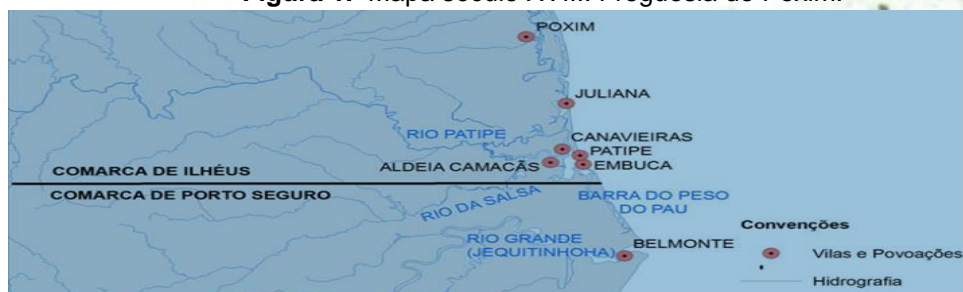 POXIM
JULIANA
RIO PATIPE
CANAVIEIRAS
PATIPE
ALDEIA CAMACÃS
EMBUCA
COMARCA DE ILHÉUS
COMARCA DE PORTO SEGURO
RIO DA SALSA
BARRA DO PESO
DO PAU
RIO GRANDE
(JEQUITINHOHA)
BELMONTE
Convenções
Vilas e Povoações
Hidrografia